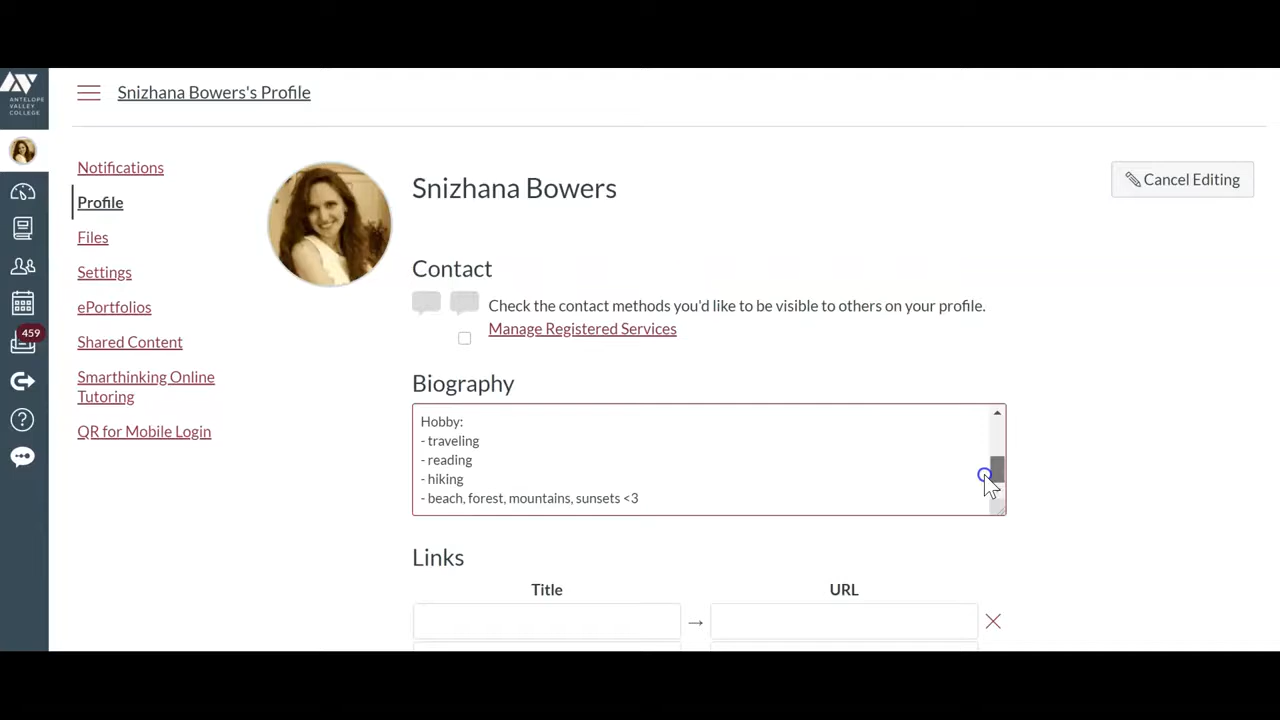 ANTELOPE
VALLEY
COLLEGE
Snizhana Bowers's Profile
Notifications
Profile
Files
Settings
ePortfolios
Shared Content
Smarthinking Online
Tutoring
QR for Mobile Login
459
Snizhana Bowers
Cancel Editing
Contact
Check the contact methods you'd like to be visible to others on your profile.
Manage Registered Services
Biography
Hobby:
- traveling
- reading
- hiking
- beach, forest, mountains, sunsets <3
Links
Title URL
→